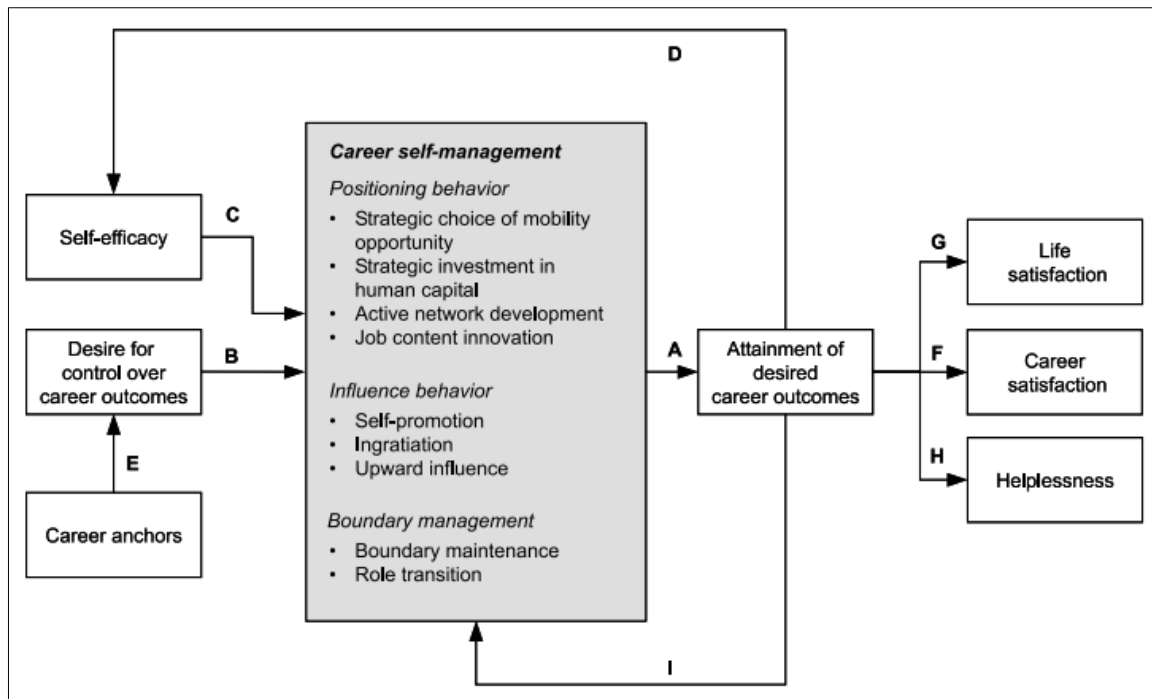 D
Career self-management
Positioning behavior
• Strategic choice of mobility
opportunity
• Strategic investment in
human capital
• Active network development
• Job content innovation
Influence behavior
• Self-promotion
• Ingratiation
• Upward influence
Boundary management
• Boundary maintenance
• Role transition
C
Self-efficacy
B
Desire for
control over
career outcomes
E
Career anchors
A
Attainment of
desired
career outcomes
G
Life
satisfaction
F
Career
satisfaction
H
Helplessness
I